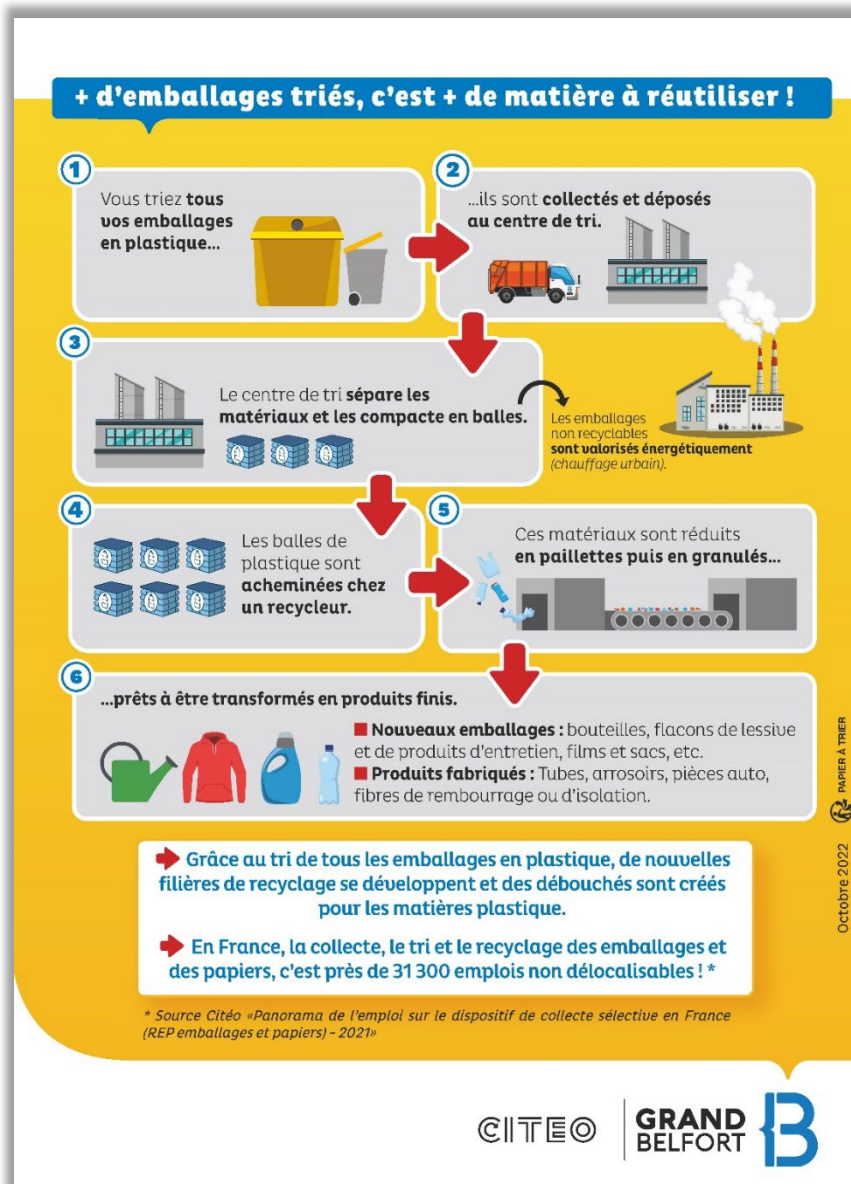 + d'emballages triés, c'est + de matière à réutiliser !
1
Vous triez tous
vos emballages
en plastique...
2
...ils sont collectés et déposés
au centre de tri.
3
Le centre de tri sépare les
matériaux et les compacte en balles.
Les emballages
non recyclables
sont valorisés énergétiquement
(chauffage urbain).
4
Les balles de
plastique sont
acheminées chez
un recycleur.
5
Ces matériaux sont réduits
en paillettes puis en granulés...
6
...prêts à être transformés en produits finis.
Nouveaux emballages : bouteilles, flacons de lessive
et de produits d'entretien, films et sacs, etc.
Produits fabriqués : Tubes, arrosoirs, pièces auto,
fibres de rembourrage ou d'isolation.
Grâce au tri de tous les emballages en plastique, de nouvelles
filières de recyclage se développent et des débouchés sont créés
pour les matières plastique.
En France, la collecte, le tri et le recyclage des emballages et
des papiers, c'est près de 31 300 emplois non délocalisables ! *
* Source Citéo «Panorama de l'emploi sur le dispositif de collecte sélective en France
(REP emballages et papiers) - 2021»
Octobre 2022 PAPIER À TRIER
CITEO
GRAND
BELFORT
B